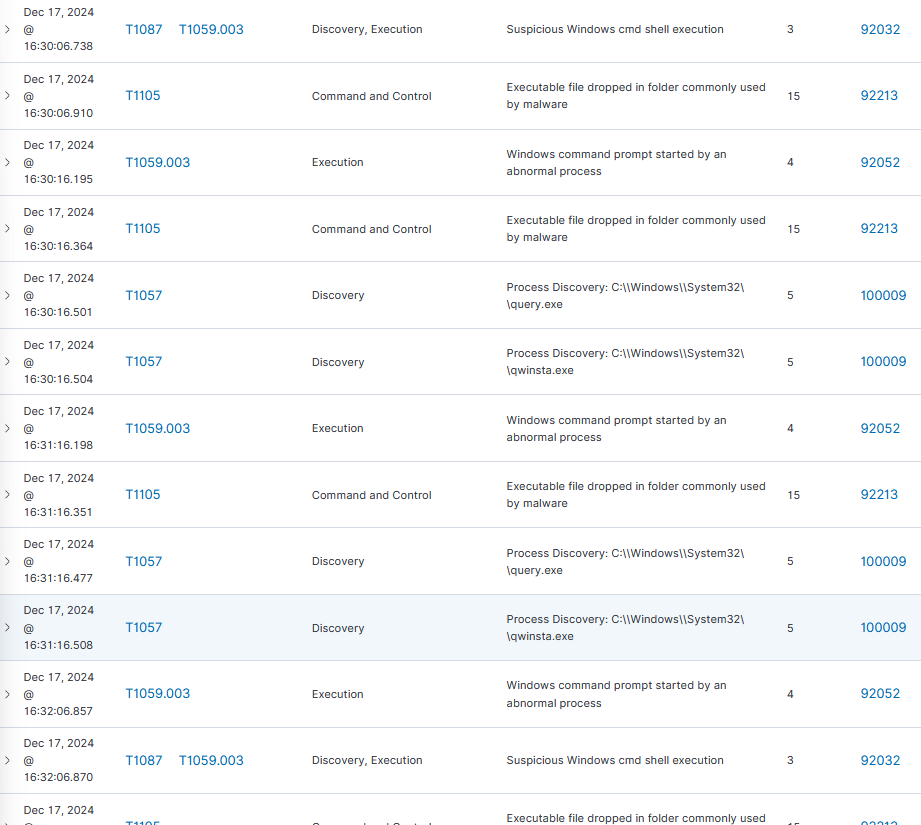 Dec 17, 2024
@
16:30:06.738
T1087 T1059.003
Discovery, Execution
Suspicious Windows cmd shell execution
3
92032
Dec 17, 2024
@
16:30:06.910
T1105
Command and Control
Executable file dropped in folder commonly used
by malware
15
92213
Dec 17, 2024
@
16:30:16.195
T1059.003
Execution
Windows command prompt started by an
abnormal process
4
92052
Dec 17, 2024
@
16:30:16.364
T1105
Command and Control
Executable file dropped in folder commonly used
by malware
15
92213
Dec 17, 2024
@
16:30:16.501
T1057
Discovery
Process Discovery: C:\\Windows\\System32\
\query.exe
5
100009
Dec 17, 2024
@
16:30:16.504
T1057
Discovery
Process Discovery: C:\\Windows\\System32\
\qwinsta.exe
5
100009
Dec 17, 2024
@
16:31:16.198
T1059.003
Execution
Windows command prompt started by an
abnormal process
4
92052
Dec 17, 2024
@
16:31:16.351
T1105
Command and Control
Executable file dropped in folder commonly used
by malware
15
92213
Dec 17, 2024
@
16:31:16.477
T1057
Discovery
Process Discovery: C:\\Windows\\System32\
\query.exe
5
100009
Dec 17, 2024
@
16:31:16.508
T1057
Discovery
Process Discovery: C:\\Windows\\System32\
\qwinsta.exe
5
100009
Dec 17, 2024
@
16:32:06.857
T1059.003
Execution
Windows command prompt started by an
abnormal process
4
92052
Dec 17, 2024
@
16:32:06.870
T1087 T1059.003
Discovery, Execution
Suspicious Windows cmd shell execution
3
92032
Dec 17, 2024
T1105
Executable file dropped in folder commonly used